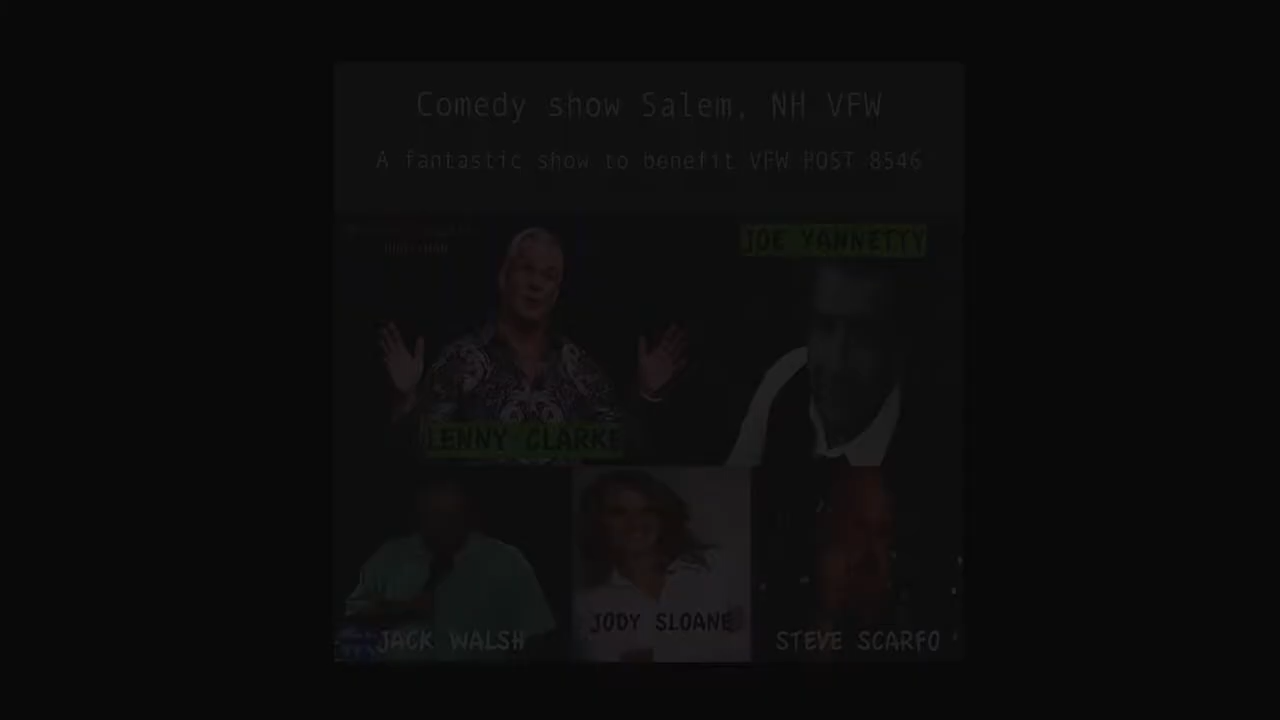 Comedy show Salem, NH VFW
A fantastic show to benefit VFW POST 8546
JOE YANNETTY
LENNY CLARKE
JODY SLOANE
JACK WALSH
STEVE SCARFO